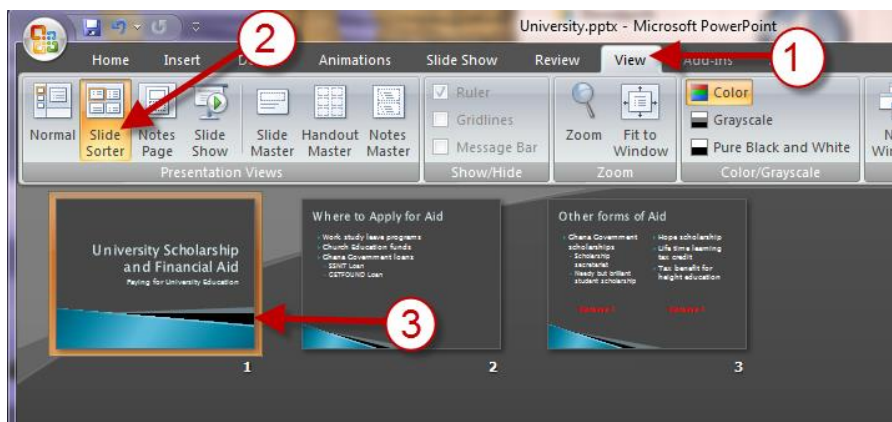 University.pptx - Microsoft PowerPoint
Home Insert Animations Slide Show Review View Add-Ins
1
2
Normal
Slide Sorter
Notes Page
Slide Show
Slide Master
Handout Master
Notes Master
Presentation Views
Ruler
Gridlines
Message Bar
Show/Hide
Zoom
Fit to Window
Zoom
Color
Grayscale
Pure Black and White
Color/Grayscale
University Scholarship
and Financial Aid
Paying for University Education
3
1
Where to Apply for Aid
Work study leave programs
Church Education funds
Ghana Government loans
SSNIT Loan
GETFOUND Loan
2
Other forms of Aid
Ghana Government
scholarships
Scholarship
secretariat
Needy but brilliant
student scholarship
Hope scholarship
Life time learning
tax credit
Tax benefit for
height education
3